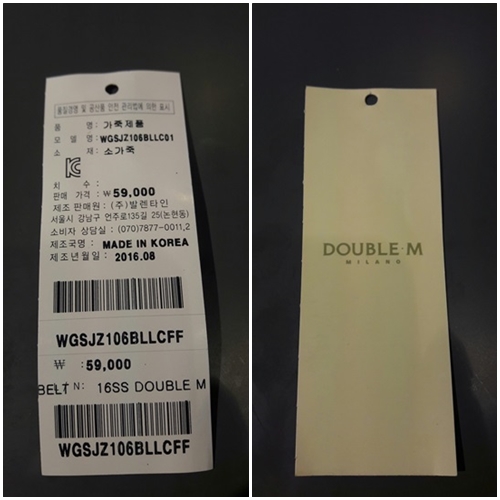 품질경영 및 공산품 안전 관리법에 의한 표시
품 명: 가죽제품
모 델 명: WGSJZ106BLLC01
소 재: 소가죽
치 수:
판매 가격: ₩59,000
제조 판매원: (주)발렌타인
서울시 강남구 언주로135길 25(논현동)
소비자 상담실: (070)7877-0011,2
제조국명: MADE IN KOREA
제조년월일: 2016.08
WGSJZ106BLLCFF
₩ :59,000
BELT N: 16SS DOUBLE M
WGSJZ106BLLCFF
DOUBLE·M
MILANO